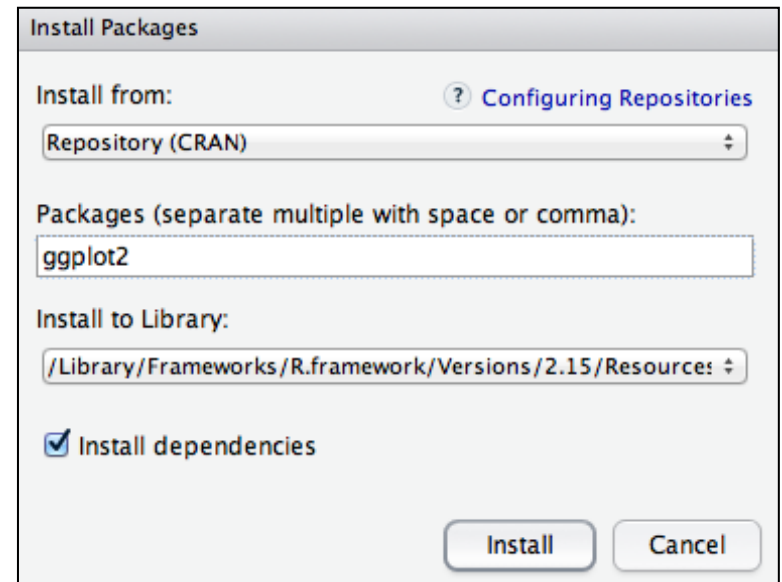 Install Packages
Install from:
? Configuring Repositories
Repository (CRAN)
Packages (separate multiple with space or comma):
ggplot2
Install to Library:
/Library/Frameworks/R.framework/Versions/2.15/Resources
Install dependencies
Install
Cancel